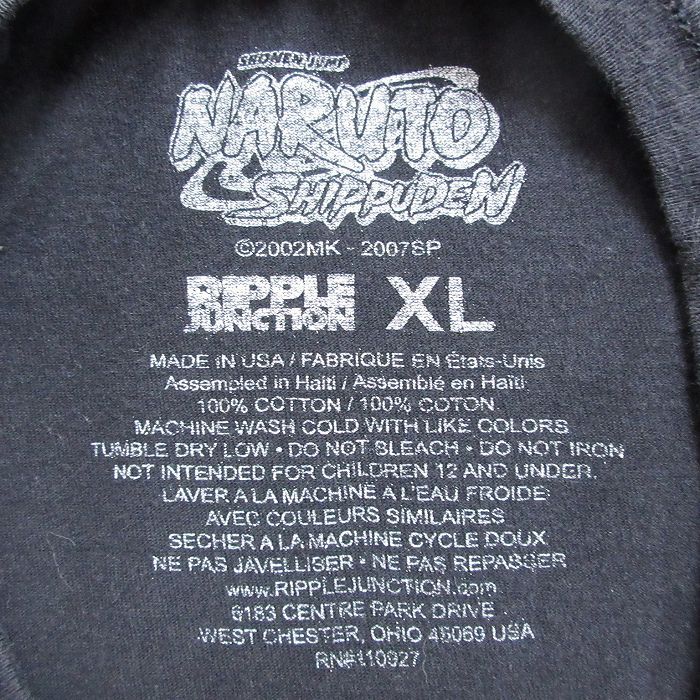 SHONEN JUMP
NARUTO
SHIPPUDEN
©2002MK - 2007SP
RIPPLE
JUNCTION
XL
MADE IN USA / FABRIQUE EN États-Unis
Assembled in Haiti / Assemblé en Haïti
100% COTTON / 100% COTON
MACHINE WASH COLD WITH LIKE COLORS
TUMBLE DRY LOW • DO NOT BLEACH • DO NOT IRON
NOT INTENDED FOR CHILDREN 12 AND UNDER.
LAVER A LA MACHINE À L'EAU FROIDE
AVEC COULEURS SIMILAIRES
SECHER A LA MACHINE CYCLE DOUX
NE PAS JAVELLISER • NE PAS REPASSER
www.RIPPLEJUNCTION.com
6183 CENTRE PARK DRIVE
WEST CHESTER, OHIO 45069 USA
RN#110927